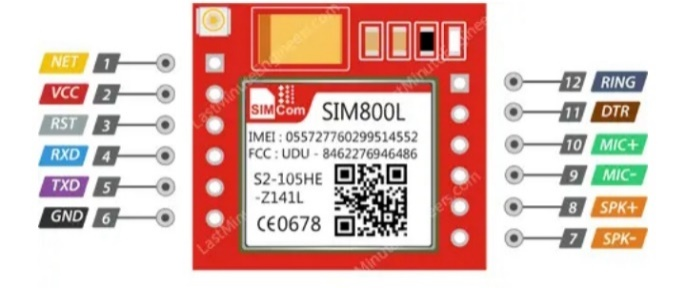 NET 1
VCC 2
RST 3
RXD 4
TXD 5
GND 6
SIMCom SIM800L
IMEI : 055727760299514552
FCC : UDU - 8462276946486
S2-105HE
-Z141L
CE0678
12 RING
11 DTR
10 MIC+
9 MIC-
8 SPK+
7 SPK-